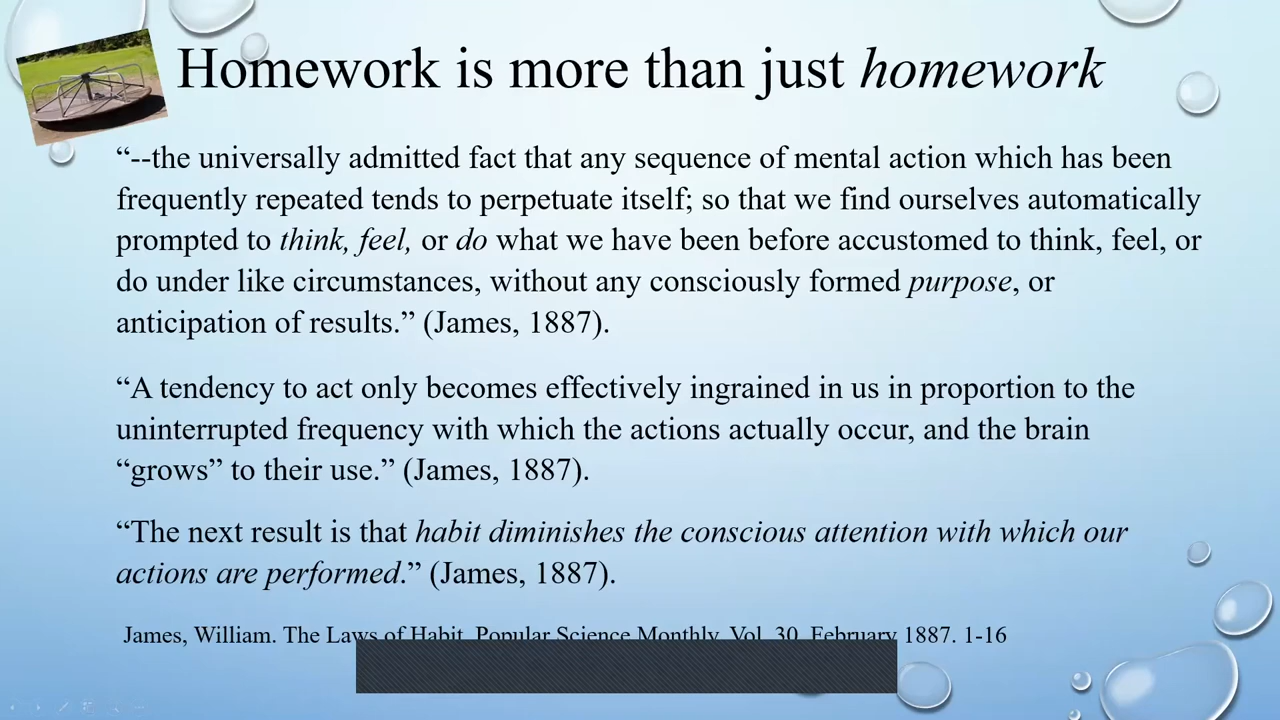 Homework is more than just homework
“--the universally admitted fact that any sequence of mental action which has been
frequently repeated tends to perpetuate itself; so that we find ourselves automatically
prompted to think, feel, or do what we have been before accustomed to think, feel, or
do under like circumstances, without any consciously formed purpose, or
anticipation of results.” (James, 1887).
“A tendency to act only becomes effectively ingrained in us in proportion to the
uninterrupted frequency with which the actions actually occur, and the brain
“grows” to their use.” (James, 1887).
“The next result is that habit diminishes the conscious attention with which our
actions are performed.” (James, 1887).
James, William. The Laws of Habit. Popular Science Monthly. Vol. 30. February 1887. 1-16